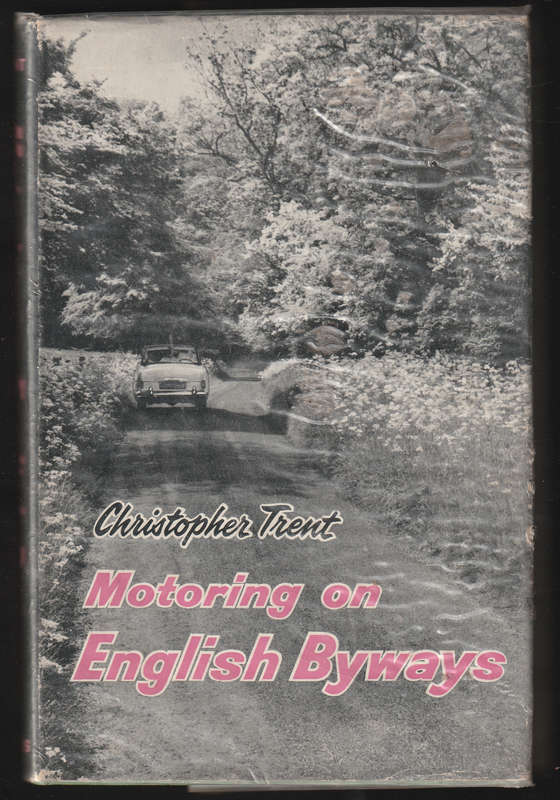 Christopher Trent
Motoring on
English Byways